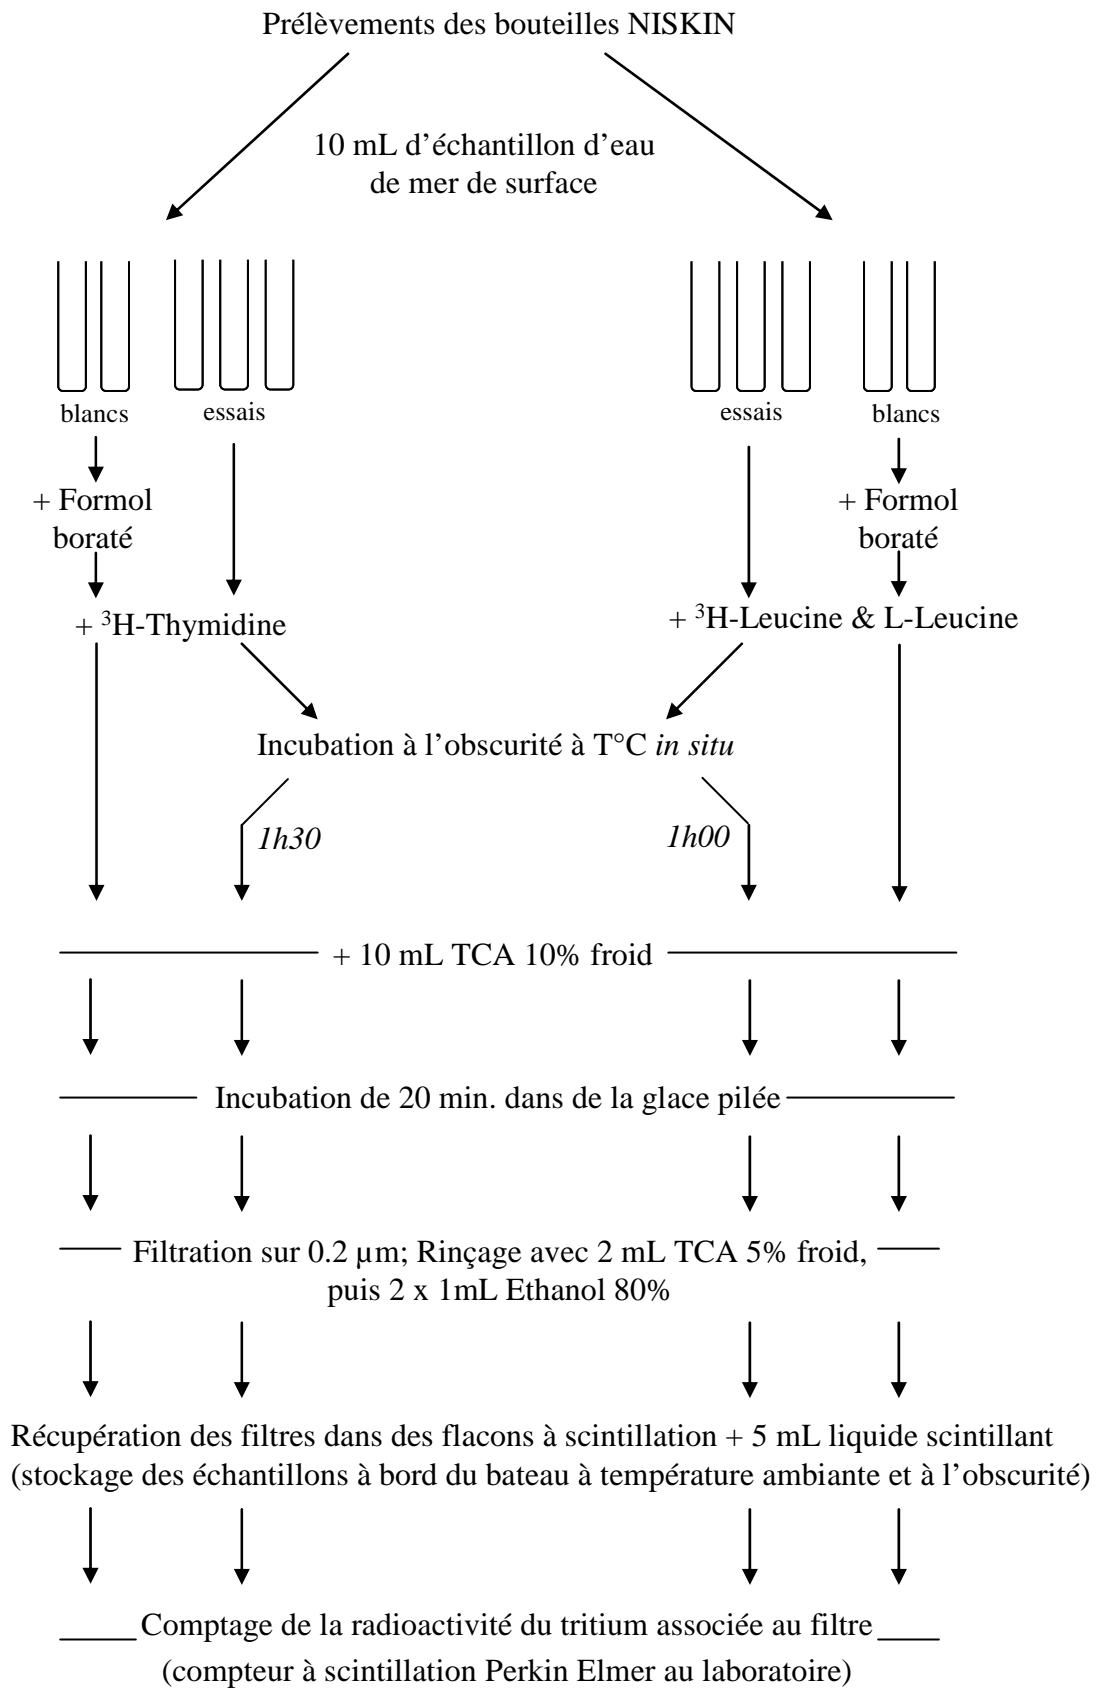 Prélèvements des bouteilles NISKIN
10 mL d’échantillon d’eau
de mer de surface
blancs
essais
essais
blancs
+ Formol
boraté
+ Formol
boraté
+ ³H-Thymidine
+ ³H-Leucine & L-Leucine
Incubation à l’obscurité à T°C in situ
1h30
1h00
+ 10 mL TCA 10% froid
Incubation de 20 min. dans de la glace pilée
Filtration sur 0.2 µm; Rinçage avec 2 mL TCA 5% froid,
puis 2 x 1mL Ethanol 80%
Récupération des filtres dans des flacons à scintillation + 5 mL liquide scintillant
(stockage des échantillons à bord du bateau à température ambiante et à l’obscurité)
Comptage de la radioactivité du tritium associée au filtre
(compteur à scintillation Perkin Elmer au laboratoire)